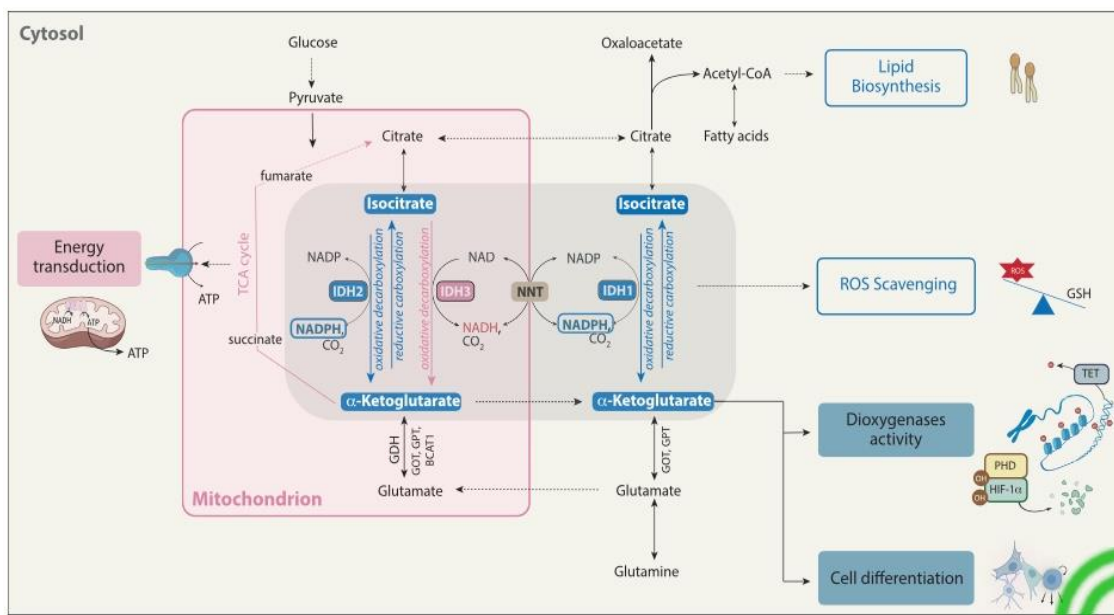 Cytosol
Glucose
Pyruvate
Oxaloacetate
Acetyl-CoA
Fatty acids
Lipid
Biosynthesis
Citrate
Citrate
fumarate
Isocitrate
Isocitrate
Energy
transduction
ATP
TCA cycle
NADP
IDH2
NADPH,
CO2
oxidative decarboxylation
reductive carboxylation
oxidative decarboxylation
NAD
IDH3
NADH,
CO2
NNT
NADP
IDH1
NADPH,
CO2
oxidative decarboxylation
reductive carboxylation
ROS Scavenging
ROS
GSH
NADH
ATP
ATP
succinate
α-Ketoglutarate
α-Ketoglutarate
GDH
GOT, GPT,
BCAT1
GOT, GPT
Glutamate
Glutamate
Mitochondrion
Glutamine
Dioxygenases
activity
TET
PHD
OH
HIF-1α
OH
Cell differentiation